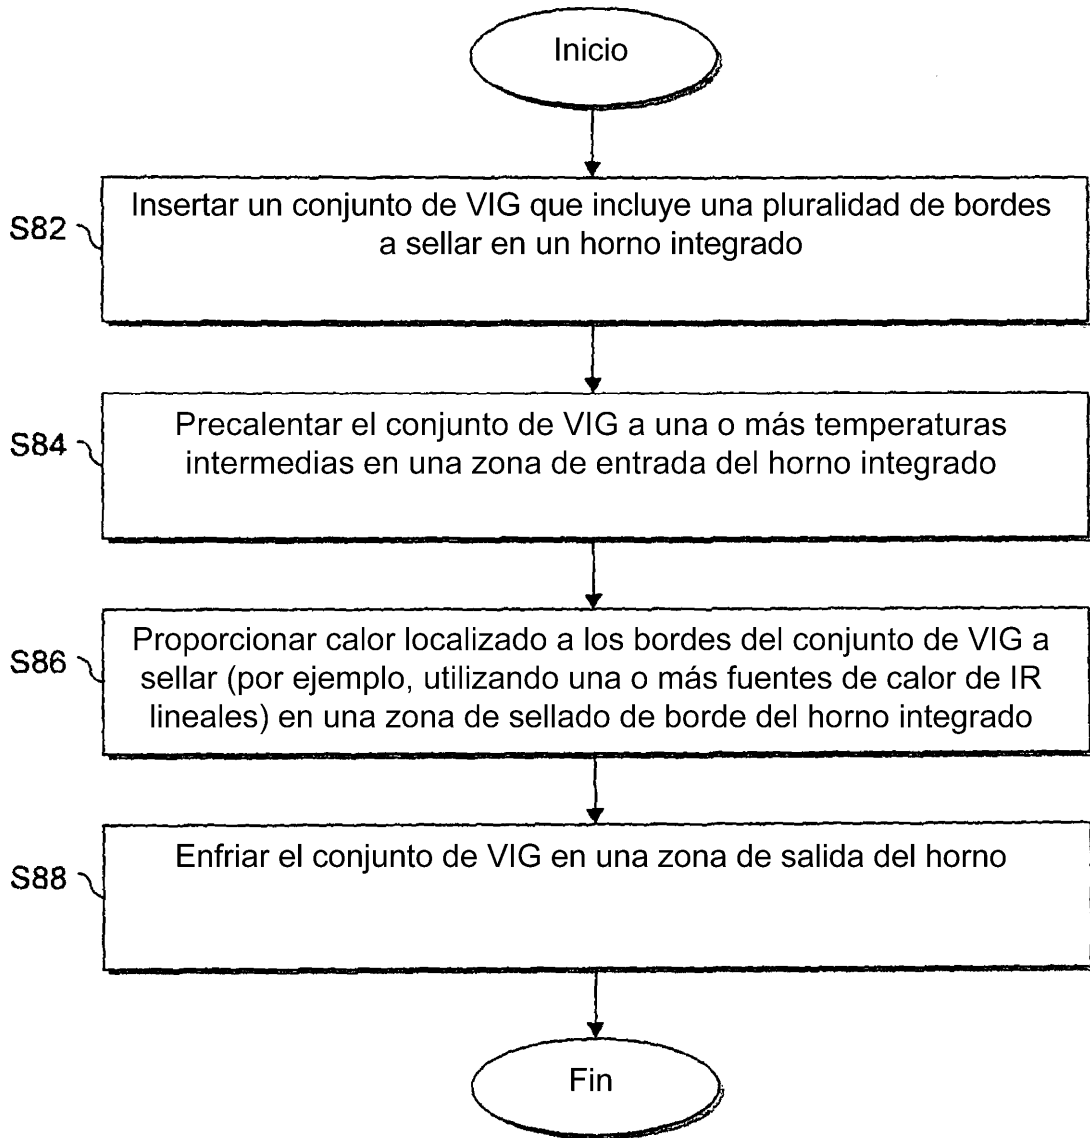 Inicio
S82
Insertar un conjunto de VIG que incluye una pluralidad de bordes
a sellar en un horno integrado
S84
Precalentar el conjunto de VIG a una o más temperaturas
intermedias en una zona de entrada del horno integrado
S86
Proporcionar calor localizado a los bordes del conjunto de VIG a
sellar (por ejemplo, utilizando una o más fuentes de calor de IR
lineales) en una zona de sellado de borde del horno integrado
S88
Enfriar el conjunto de VIG en una zona de salida del horno
Fin